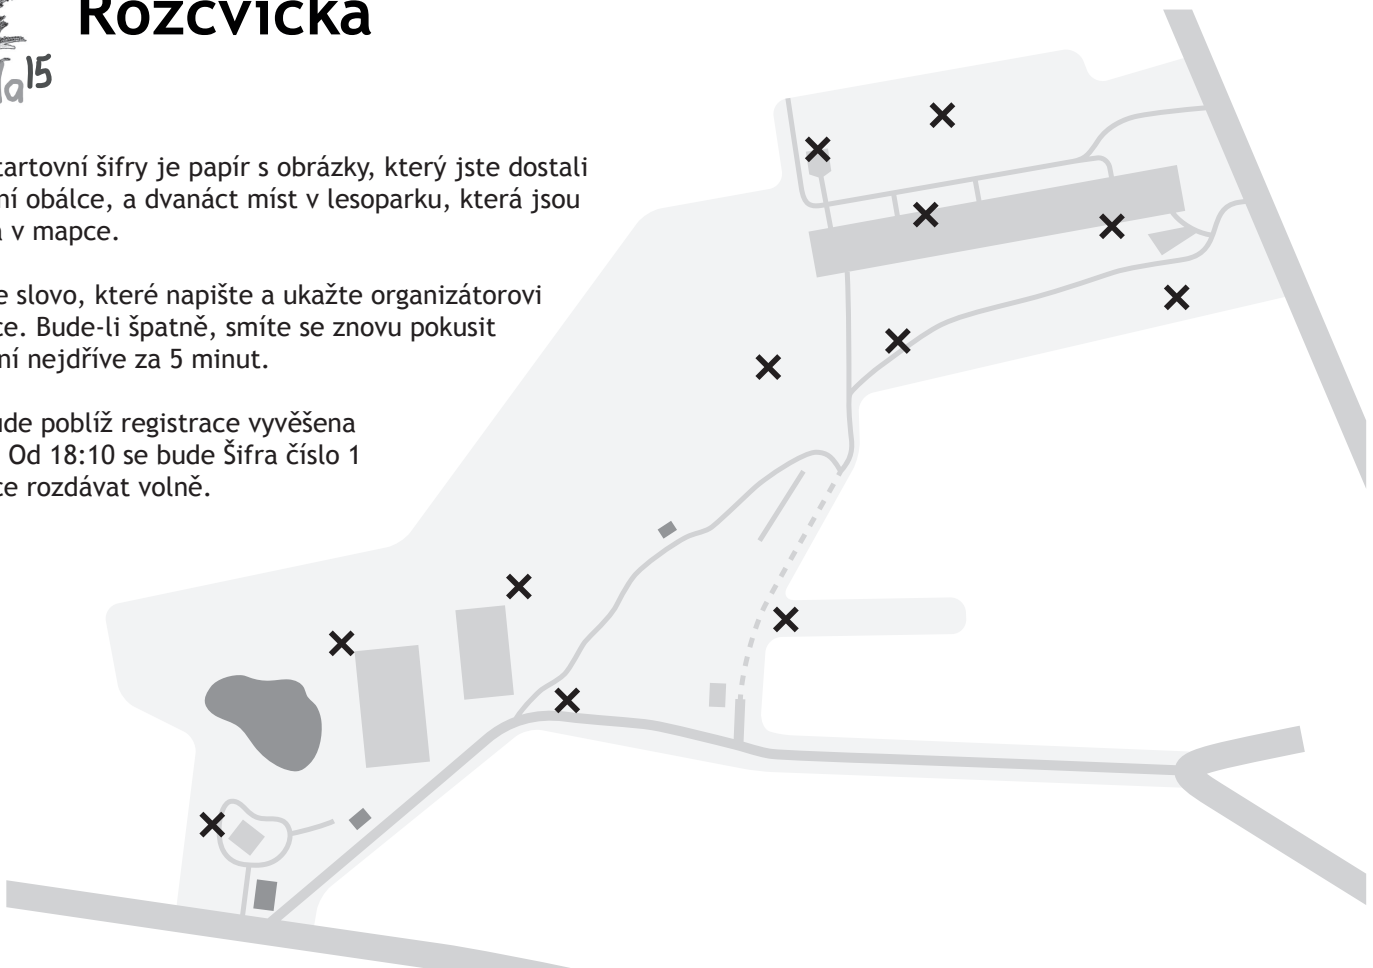 Rozcvička
Ta15
tartovní šifry je papír s obrázky, který jste dostali
ní obálce, a dvanáct míst v lesoparku, která jsou
v mapce.
e slovo, které napište a ukažte organizátorovi
ce. Bude-li špatně, smíte se znovu pokusit
ní nejdříve za 5 minut.
ude poblíž registrace vyvěšena
Od 18:10 se bude Šifra číslo 1
ce rozdávat volně.